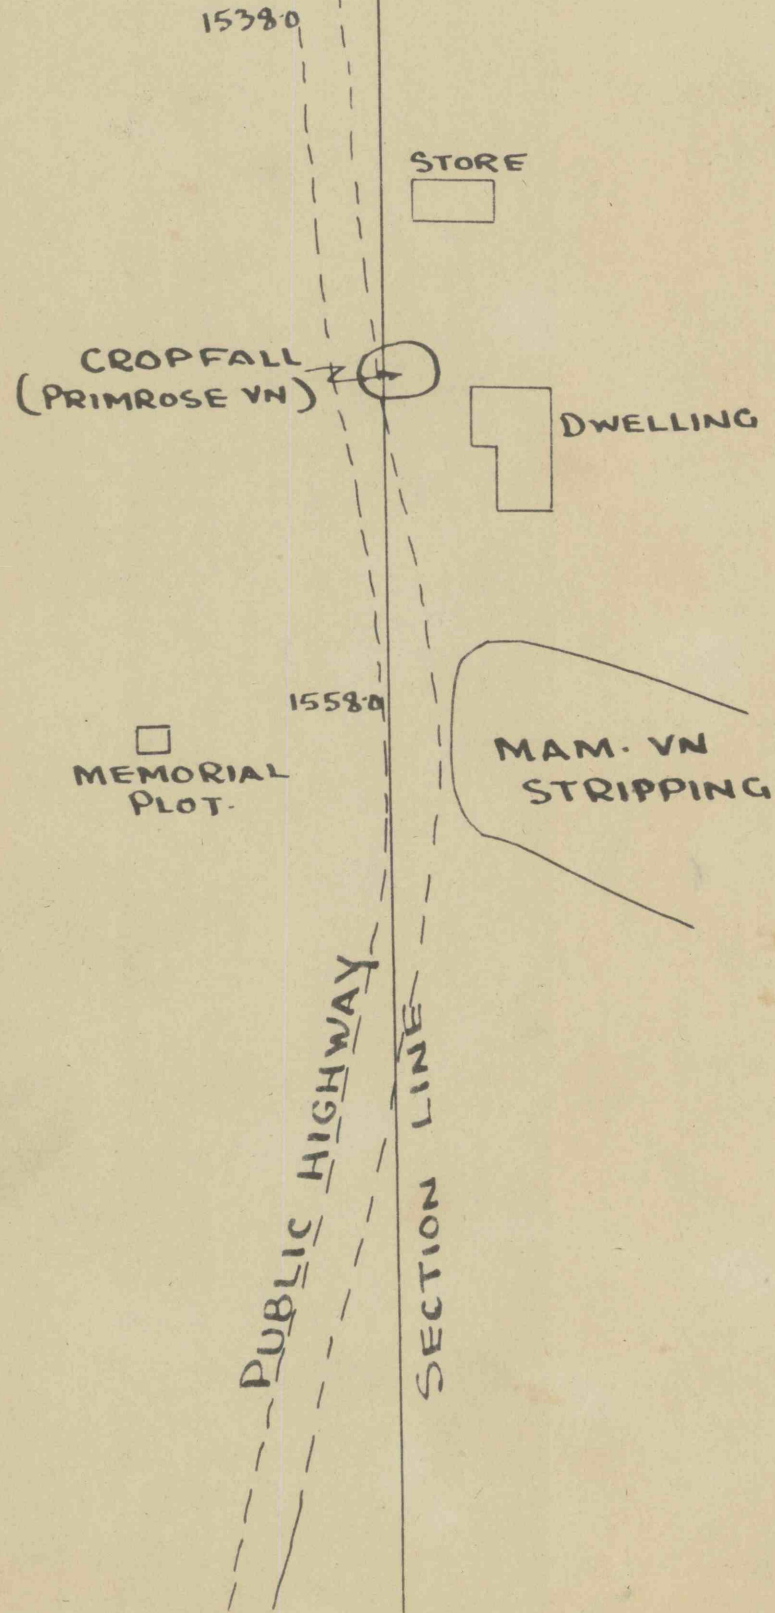 1538·0
STORE
CROPFALL
(PRIMROSE VN)
DWELLING
1558·0
MAM. VN
STRIPPING
MEMORIAL
PLOT.
PUBLIC HIGHWAY
SECTION LINE